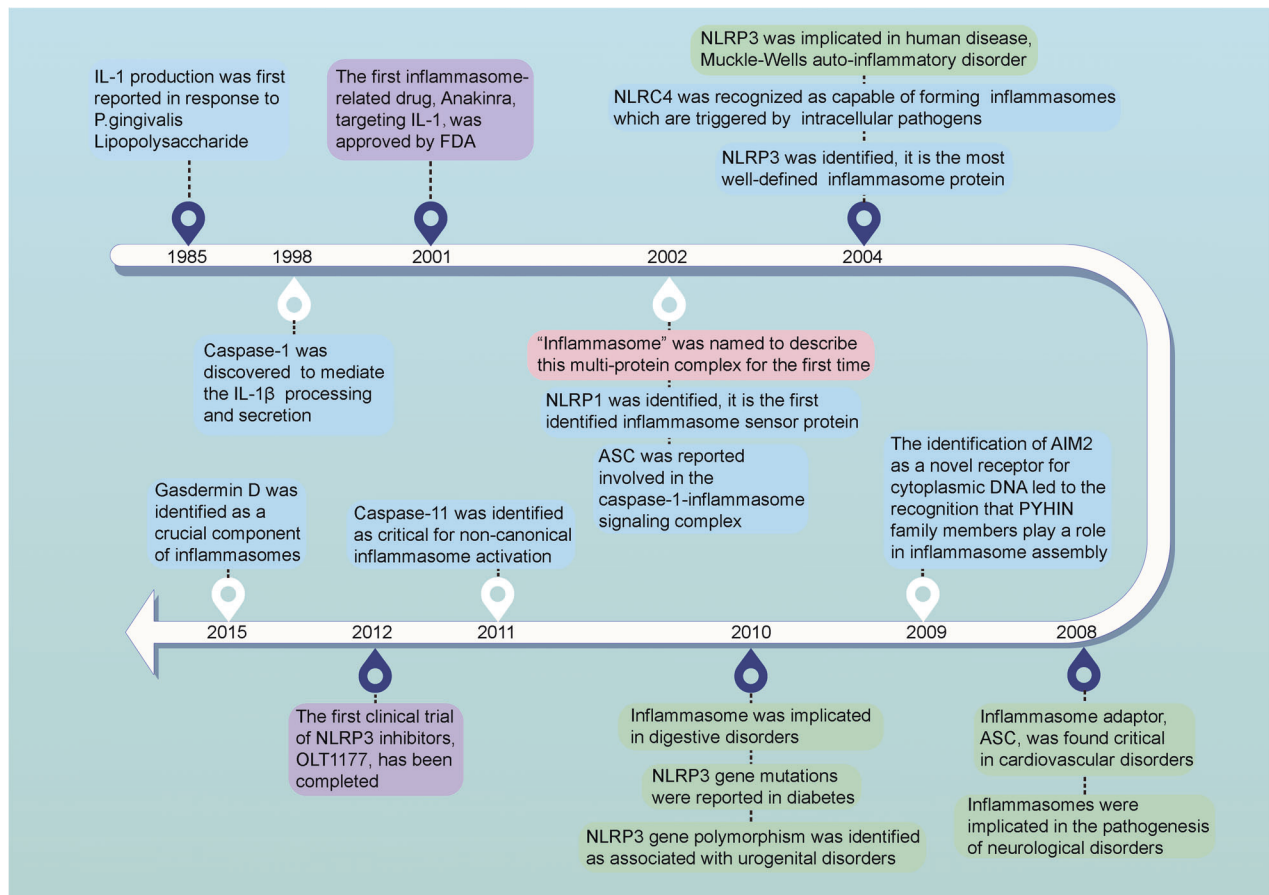 IL-1 production was first
reported in response to
P.gingivalis
Lipopolysaccharide
1985
Caspase-1 was
discovered to mediate
the IL-1β processing
and secretion
1998
The first inflammasome-
related drug, Anakinra,
targeting IL-1, was
approved by FDA
2001
2002
“Inflammasome” was named to describe
this multi-protein complex for the first time
NLRP1 was identified, it is the first
identified inflammasome sensor protein
ASC was reported
involved in the
caspase-1-inflammasome
signaling complex
NLRP3 was implicated in human disease,
Muckle-Wells auto-inflammatory disorder
NLRC4 was recognized as capable of forming inflammasomes
which are triggered by intracellular pathogens
NLRP3 was identified, it is the most
well-defined inflammasome protein
2004
2008
Inflammasome adaptor,
ASC, was found critical
in cardiovascular disorders
Inflammasomes were
implicated in the pathogenesis
of neurological disorders
The identification of AIM2
as a novel receptor for
cytoplasmic DNA led to the
recognition that PYHIN
family members play a role
in inflammasome assembly
2009
2010
Inflammasome was implicated
in digestive disorders
NLRP3 gene mutations
were reported in diabetes
NLRP3 gene polymorphism was identified
as associated with urogenital disorders
Caspase-11 was identified
as critical for non-canonical
inflammasome activation
2011
2012
The first clinical trial
of NLRP3 inhibitors,
OLT1177, has been
completed
Gasdermin D was
identified as a
crucial component
of inflammasomes
2015